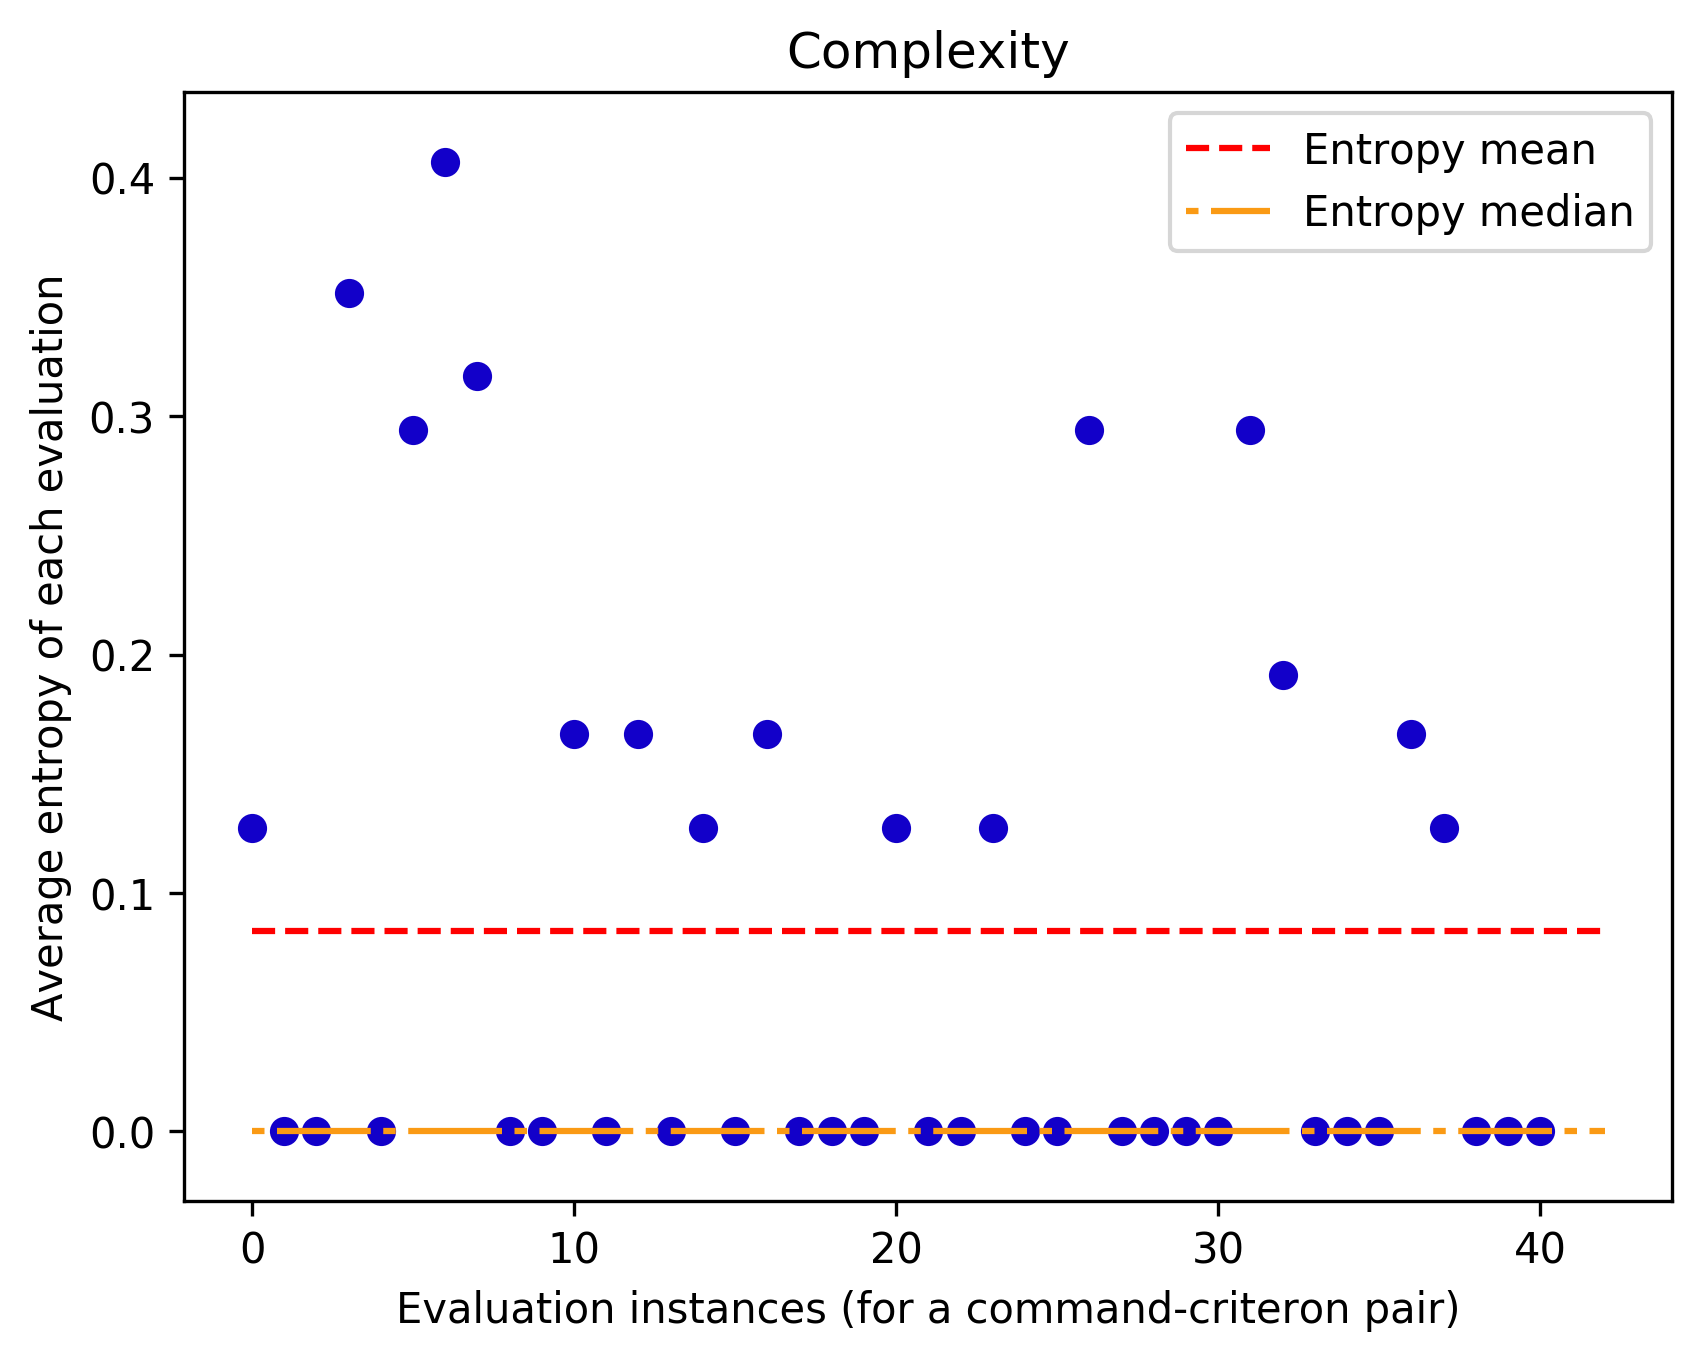 Complexity
Entropy mean
Entropy median
Average entropy of each evaluation
0.4
0.3
0.2
0.1
0.0
0 10 20 30 40
Evaluation instances (for a command-criteron pair)